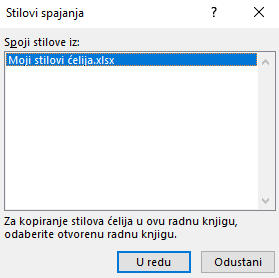 Stilovi spajanja
Spoji stilove iz:
Moji stilovi ćelija.xlsx
Za kopiranje stilova ćelija u ovu radnu knjigu,
odaberite otvorenu radnu knjigu.
U redu
Odustani